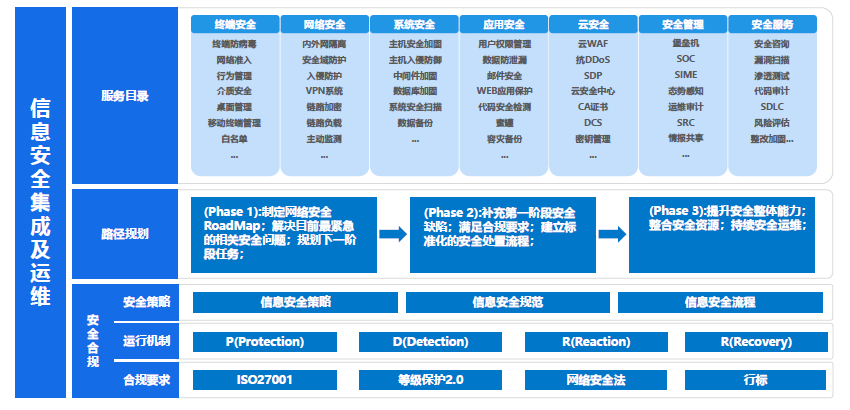 信息安全集成及运维
服务目录
终端安全
终端防病毒
网络准入
行为管理
介质安全
桌面管理
移动终端管理
白名单
...
网络安全
内外网隔离
安全域防护
入侵防护
VPN系统
链路加密
链路负载
主动监测
...
系统安全
主机安全加固
主机入侵防御
中间件加固
数据库加固
系统安全扫描
数据备份
...
应用安全
用户权限管理
数据防泄漏
邮件安全
WEB应用保护
代码安全检测
蜜罐
容灾备份
...
云安全
云WAF
抗DDoS
SDP
云安全中心
CA证书
DCS
密钥管理
...
安全管理
堡垒机
SOC
SIME
态势感知
运维审计
SRC
情报共享
...
安全服务
安全咨询
漏洞扫描
渗透测试
代码审计
SDLC
风险评估
整改加固...
路径规划
(Phase 1):制定网络安全
RoadMap；解决目前最紧急
的相关安全问题；规划下一阶
段任务；
(Phase 2):补充第一阶段安全
缺陷；满足合规要求；建立标
准化的安全处置流程；
(Phase 3):提升安全整体能力；
整合安全资源；持续安全运维；
安全合规
安全策略
信息安全策略
信息安全规范
信息安全流程
运行机制
P(Protection)
D(Detection)
R(Reaction)
R(Recovery)
合规要求
ISO27001
等级保护2.0
网络安全法
行标